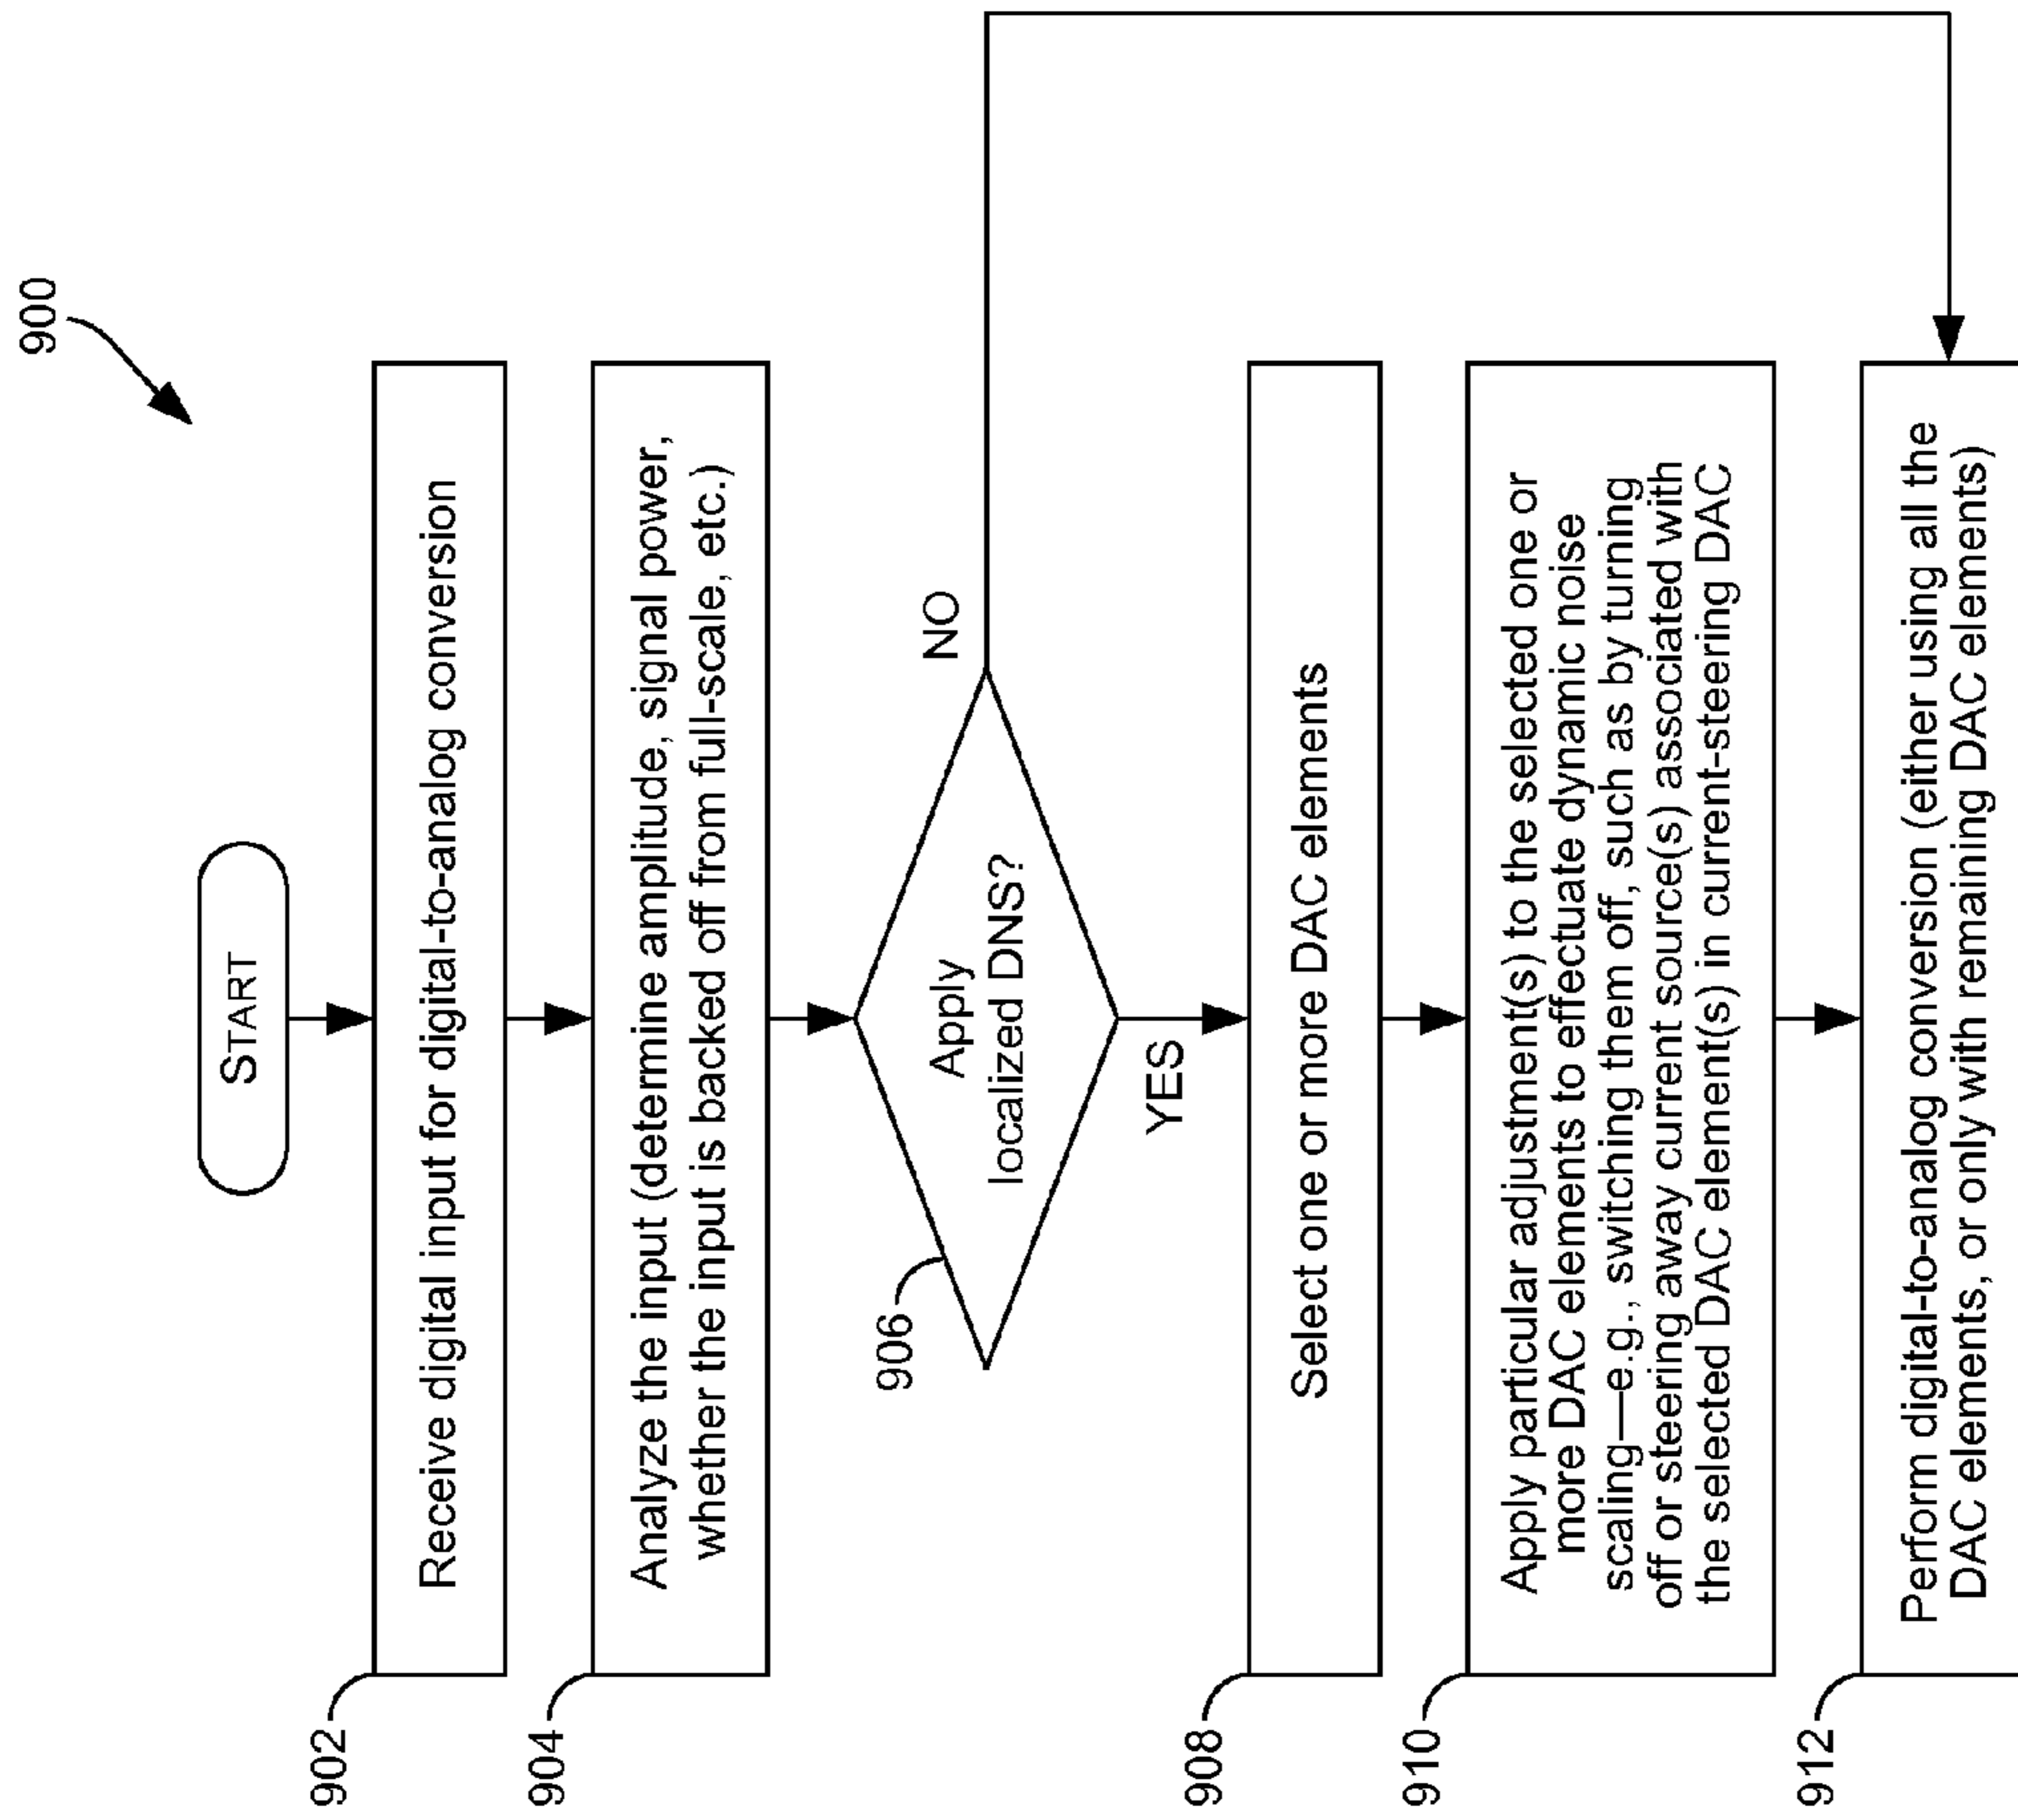 900
START
902
Receive digital input for digital-to-analog conversion
904
Analyze the input (determine amplitude, signal power,
whether the input is backed off from full-scale, etc.)
906
Apply
localized DNS?
NO
YES
908
Select one or more DAC elements
910
Apply particular adjustment(s) to the selected one or
more DAC elements to effectuate dynamic noise
scaling—e.g., switching them off, such as by turning
off or steering away current source(s) associated with
the selected DAC element(s) in current-steering DAC
912
Perform digital-to-analog conversion (either using all the
DAC elements, or only with remaining DAC elements)